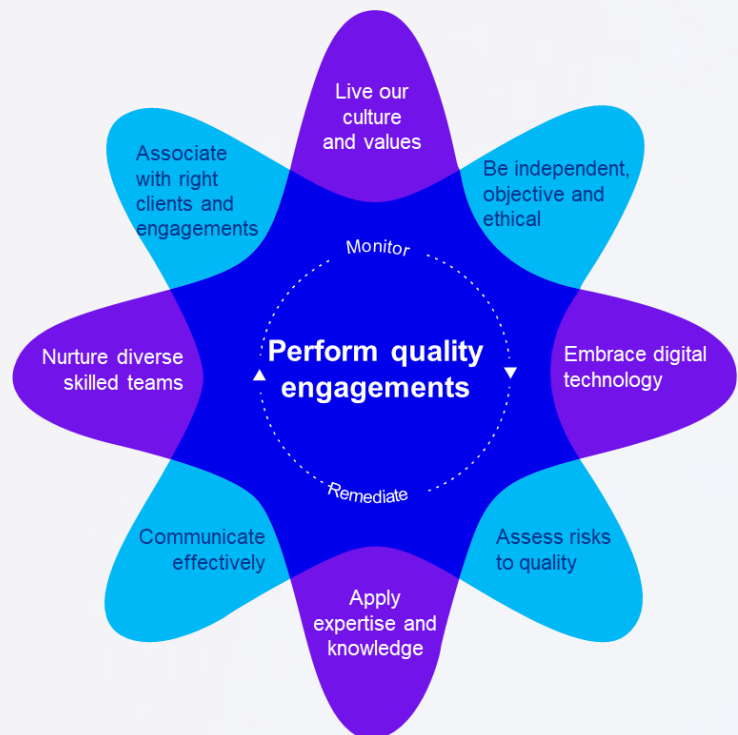 Live our
culture
and values
Associate
with right
clients and
engagements
Be independent,
objective and
ethical
Monitor
Nurture diverse
skilled teams
Perform quality
engagements
Embrace digital
technology
Remediate
Communicate
effectively
Assess risks
to quality
Apply
expertise and
knowledge